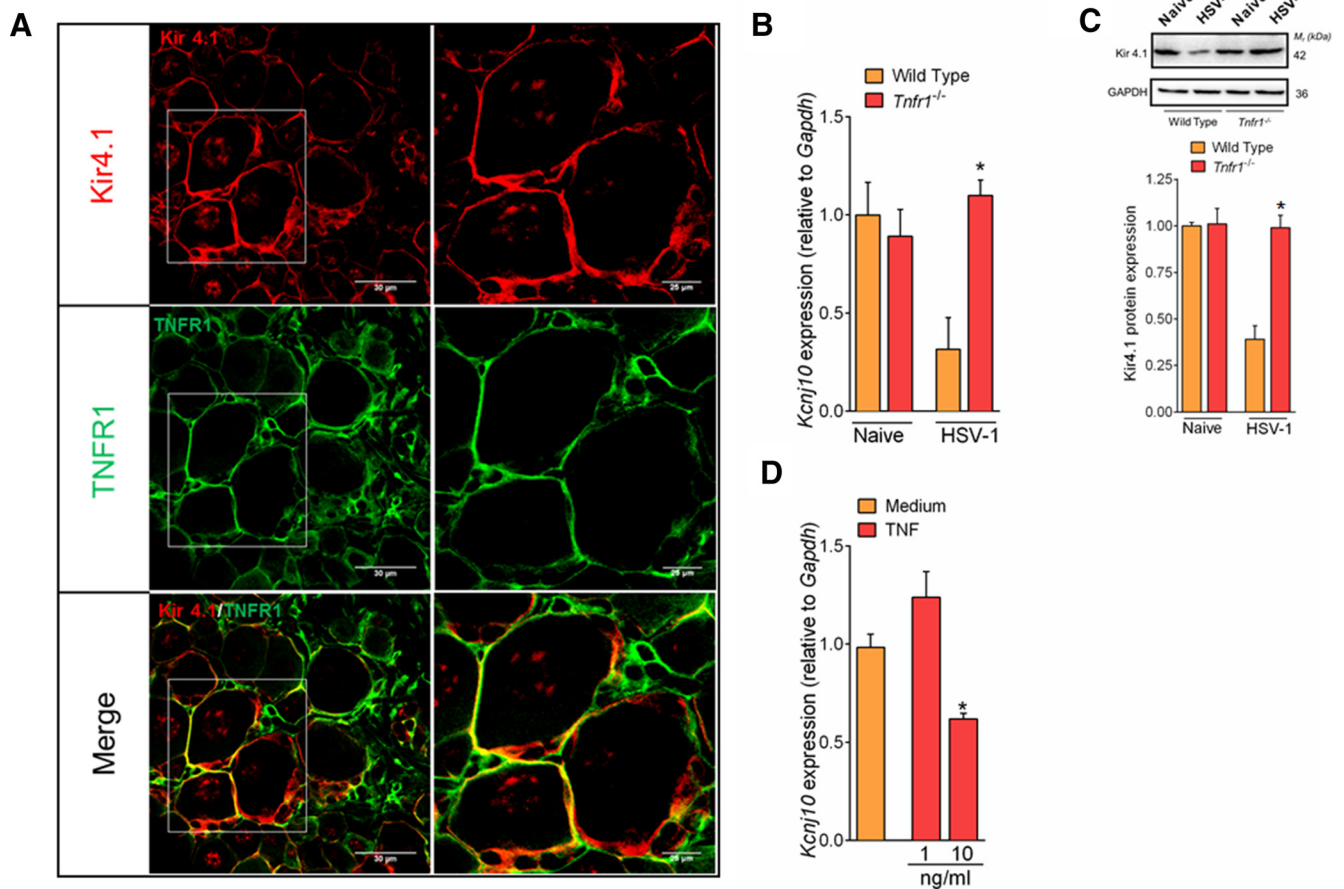 A
Kir4.1
Kir 4.1
30 µm
25 µm
TNFR1
TNFR1
30 µm
25 µm
Merge
Kir 4.1/TNFR1
30 µm
25 µm
B
Wild Type
Tnfr1-/-
Kcnj10 expression (relative to Gapdh)
1.5
1.0
0.5
0.0
*
Naive
HSV-1
C
Naive
Naive
Mr (kDa)
Kir 4.1
42
GAPDH
36
Wild Type
Tnfr1-/-
Wild Type
Tnfr1-/-
Kir4.1 protein expression
1.25
1.00
0.75
0.50
0.25
0.00
*
Naive
HSV-1
D
Medium
TNF
Kcnj10 expression (relative to Gapdh)
1.5
1.0
0.5
0.0
*
1 10
ng/ml